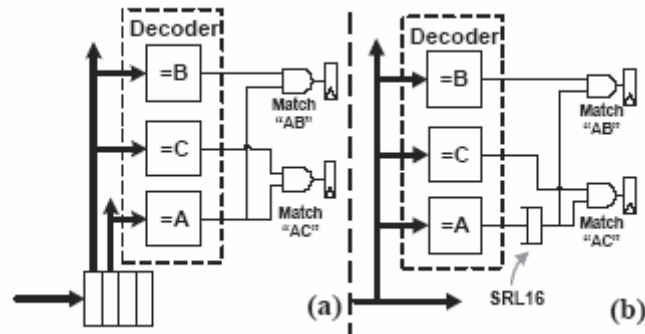 Decoder
=B
=C
=A
Match
“AB”
Match
“AC”
(a)
Decoder
=B
=C
=A
Match
“AB”
Match
“AC”
SRL16
(b)